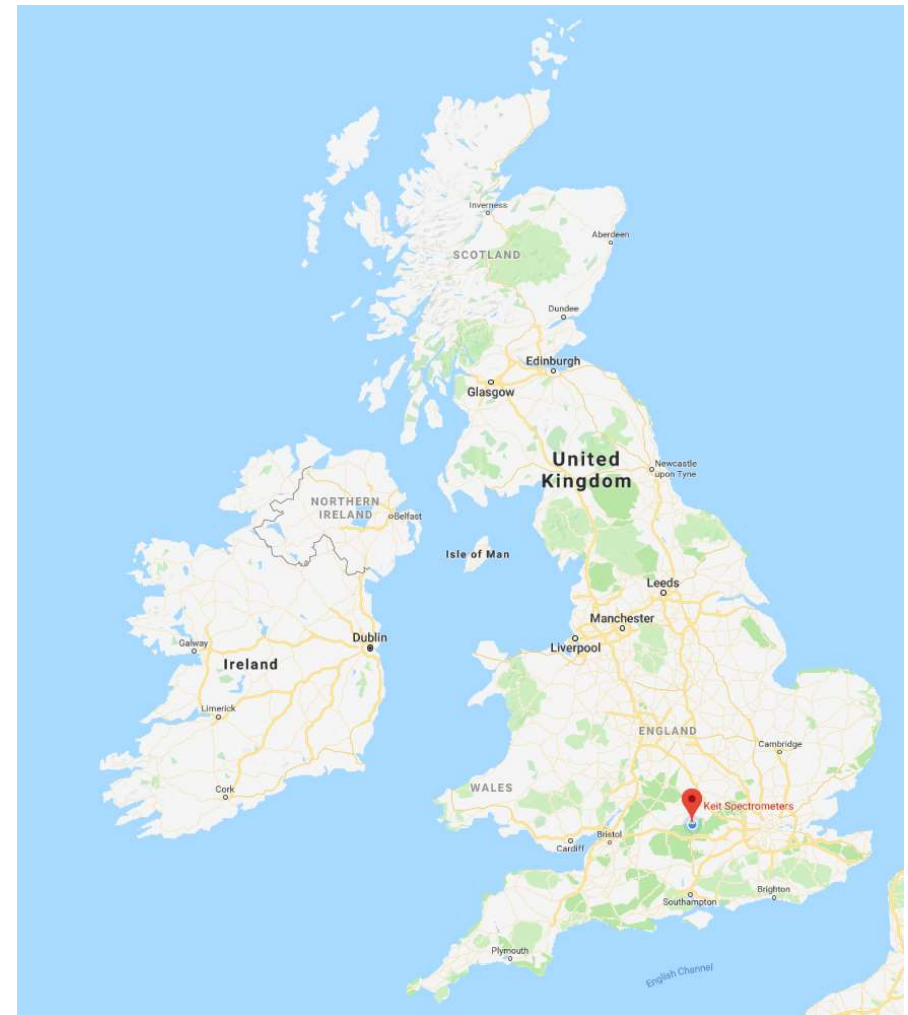 Inverness
Aberdeen
SCOTLAND
Dundee
Edinburgh
Glasgow
United
Kingdom
Newcastle
upon Tyne
NORTHERN
IRELAND
Belfast
Isle of Man
Leeds
Manchester
Liverpool
Dublin
Galway
Ireland
Limerick
ENGLAND
Cambridge
Cork
WALES
Keit Spectrometers
Bristol
Cardiff
Southampton
Brighton
Plymouth
English Channel